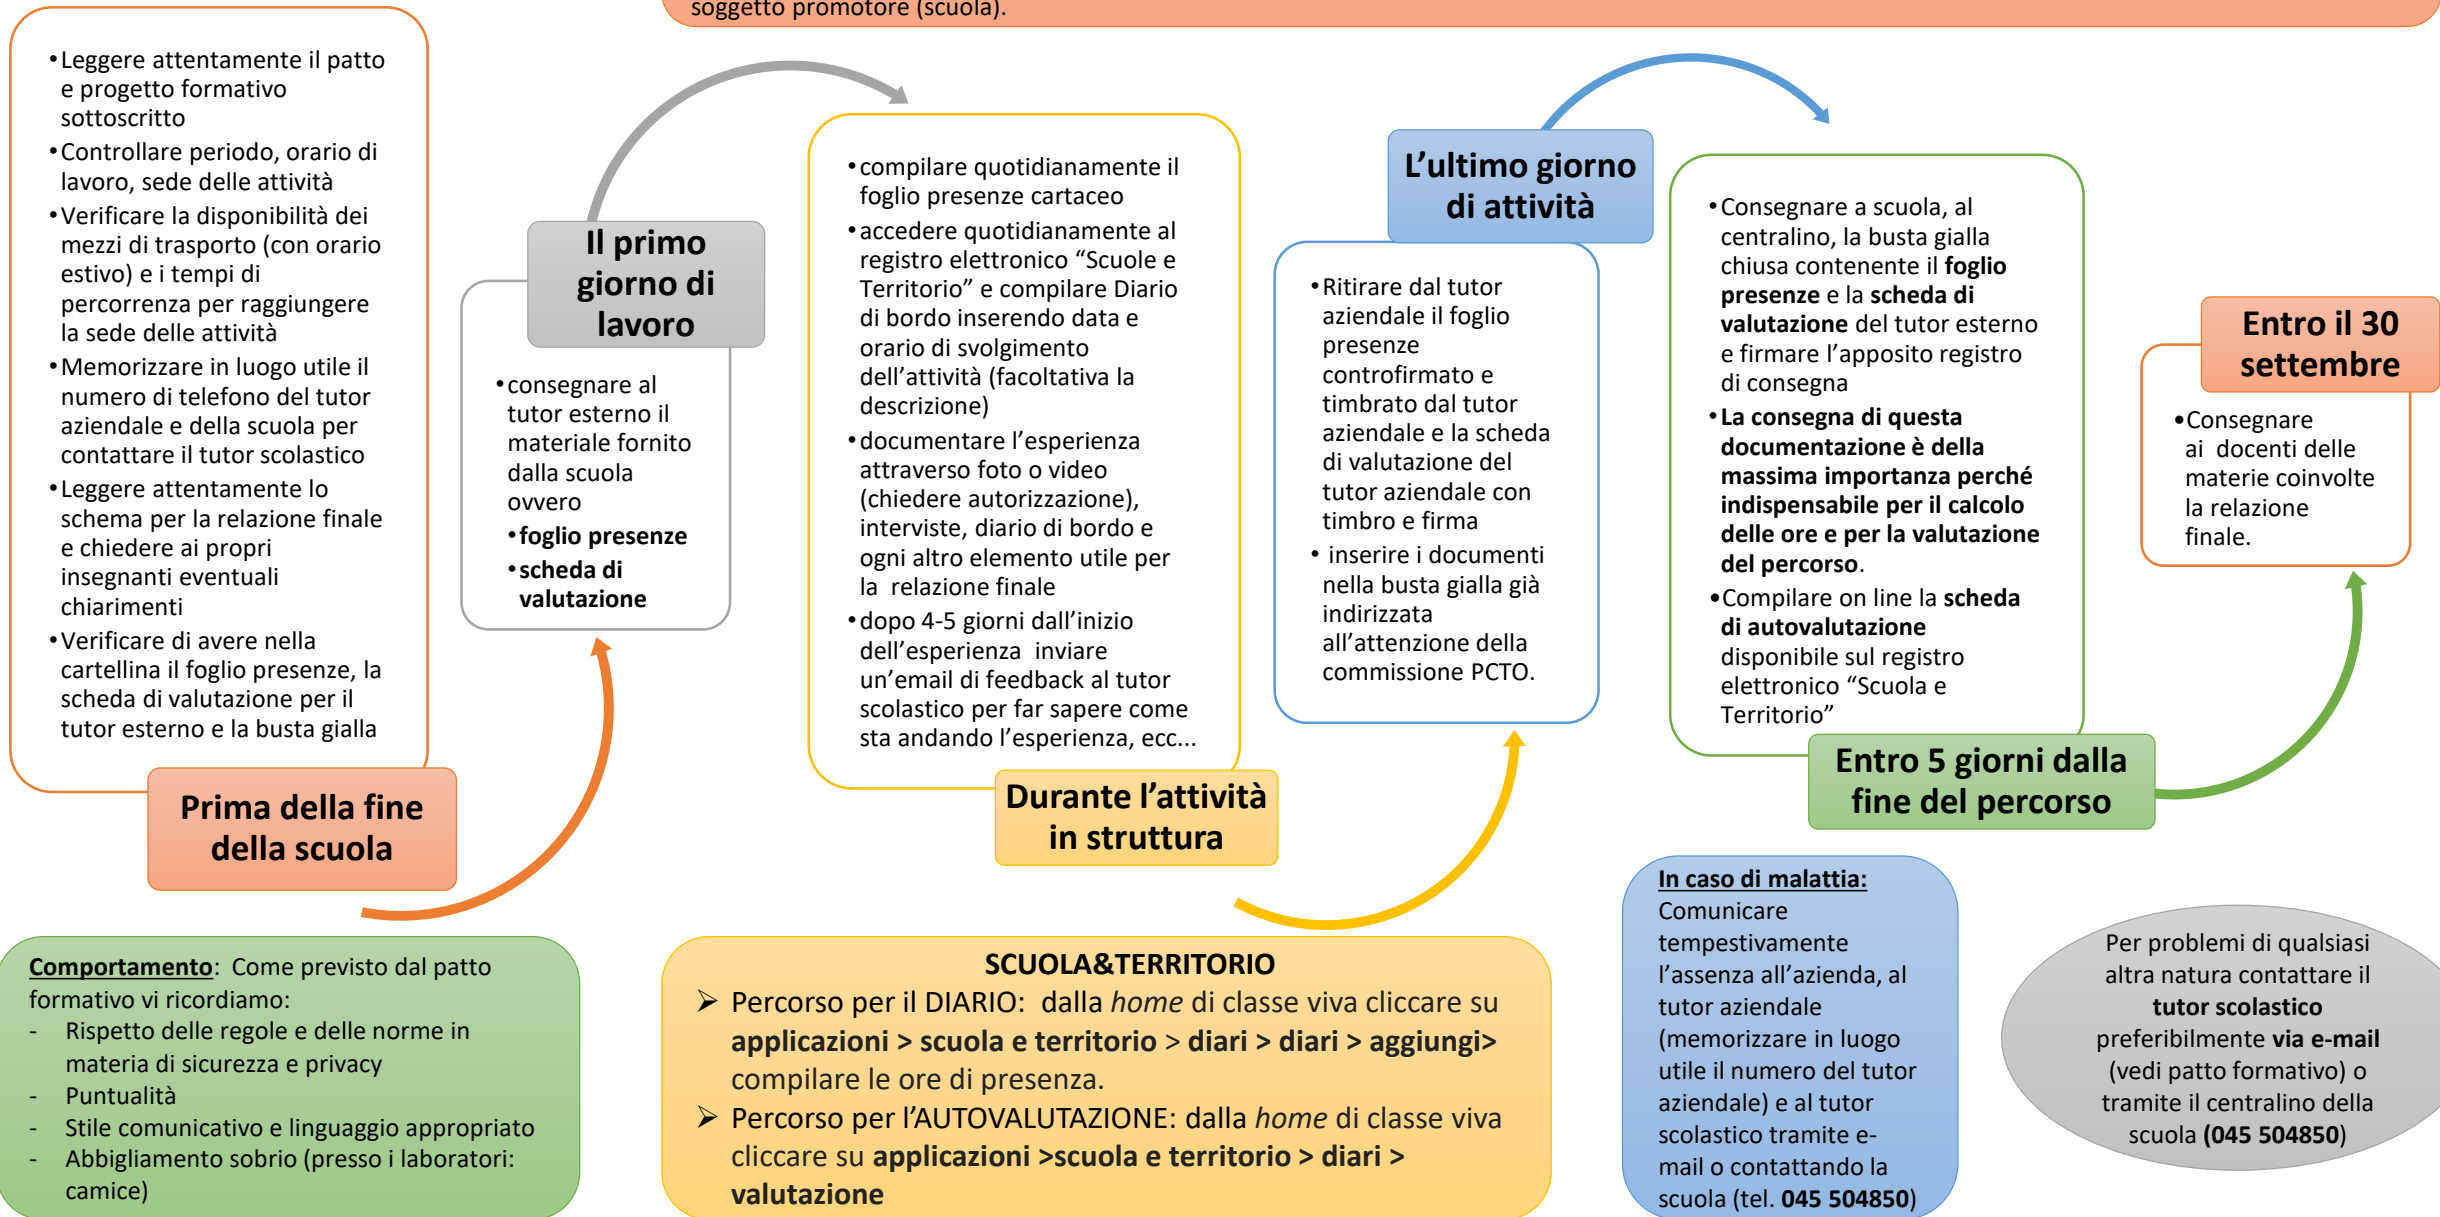 soggetto promotore (scuola).
•Leggere attentamente il patto
e progetto formativo
sottoscritto
•Controllare periodo, orario di
lavoro, sede delle attività
•Verificare la disponibilità dei
mezzi di trasporto (con orario
estivo) e i tempi di
percorrenza per raggiungere
la sede delle attività
•Memorizzare in luogo utile il
numero di telefono del tutor
aziendale e della scuola per
contattare il tutor scolastico
•Leggere attentamente lo
schema per la relazione finale
e chiedere ai propri
insegnanti eventuali
chiarimenti
•Verificare di avere nella
cartellina il foglio presenze, la
scheda di valutazione per il
tutor esterno e la busta gialla
Prima della fine
della scuola
Il primo
giorno di
lavoro
•consegnare al
tutor esterno il
materiale fornito
dalla scuola
ovvero
•foglio presenze
•scheda di
valutazione
•compilare quotidianamente il
foglio presenze cartaceo
•accedere quotidianamente al
registro elettronico “Scuole e
Territorio” e compilare Diario
di bordo inserendo data e
orario di svolgimento
dell’attività (facoltativa la
descrizione)
•documentare l’esperienza
attraverso foto o video
(chiedere autorizzazione),
interviste, diario di bordo e
ogni altro elemento utile per
la relazione finale
•dopo 4-5 giorni dall’inizio
dell’esperienza inviare
un’email di feedback al tutor
scolastico per far sapere come
sta andando l’esperienza, ecc...
Durante l’attività
in struttura
L’ultimo giorno
di attività
•Ritirare dal tutor
aziendale il foglio
presenze
controfirmato e
timbrato dal tutor
aziendale e la scheda
di valutazione del
tutor aziendale con
timbro e firma
• inserire i documenti
nella busta gialla già
indirizzata
all’attenzione della
commissione PCTO.
•Consegnare a scuola, al
centralino, la busta gialla
chiusa contenente il foglio
presenze e la scheda di
valutazione del tutor esterno
e firmare l’apposito registro
di consegna
•La consegna di questa
documentazione è della
massima importanza perché
indispensabile per il calcolo
delle ore e per la valutazione
del percorso.
•Compilare on line la scheda
di autovalutazione
disponibile sul registro
elettronico “Scuola e
Territorio”
Entro 5 giorni dalla
fine del percorso
Entro il 30
settembre
•Consegnare
ai docenti delle
materie coinvolte
la relazione
finale.
Comportamento: Come previsto dal patto
formativo vi ricordiamo:
- Rispetto delle regole e delle norme in
materia di sicurezza e privacy
- Puntualità
- Stile comunicativo e linguaggio appropriato
- Abbigliamento sobrio (presso i laboratori:
camice)
SCUOLA&TERRITORIO
➢ Percorso per il DIARIO: dalla home di classe viva cliccare su
applicazioni > scuola e territorio > diari > diari > aggiungi>
compilare le ore di presenza.
➢ Percorso per l’AUTOVALUTAZIONE: dalla home di classe viva
cliccare su applicazioni >scuola e territorio > diari >
valutazione
In caso di malattia:
Comunicare
tempestivamente
l’assenza all’azienda, al
tutor aziendale
(memorizzare in luogo
utile il numero del tutor
aziendale) e al tutor
scolastico tramite e-
mail o contattando la
scuola (tel. 045 504850)
Per problemi di qualsiasi
altra natura contattare il
tutor scolastico
preferibilmente via e-mail
(vedi patto formativo) o
tramite il centralino della
scuola (045 504850)